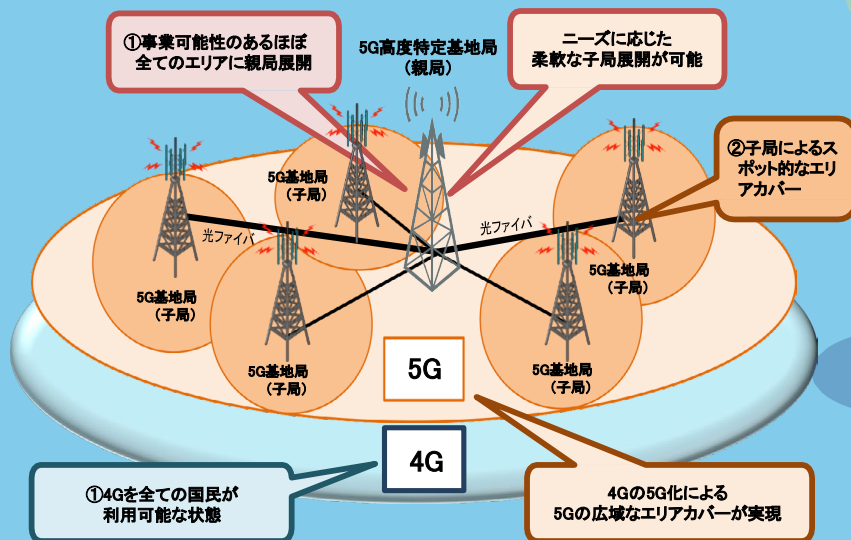 ①事業可能性のあるほぼ
全てのエリアに親局展開
5G高度特定基地局
(親局)
ニーズに応じた
柔軟な子局展開が可能
②子局によるス
ポット的なエリ
アカバー
5G基地局
(子局)
光ファイバ
光ファイバ
5G基地局
(子局)
5G基地局
(子局)
5G基地局
(子局)
5G基地局
(子局)
5G
4G
①4Gを全ての国民が
利用可能な状態
4Gの5G化による
5Gの広域なエリアカバーが実現